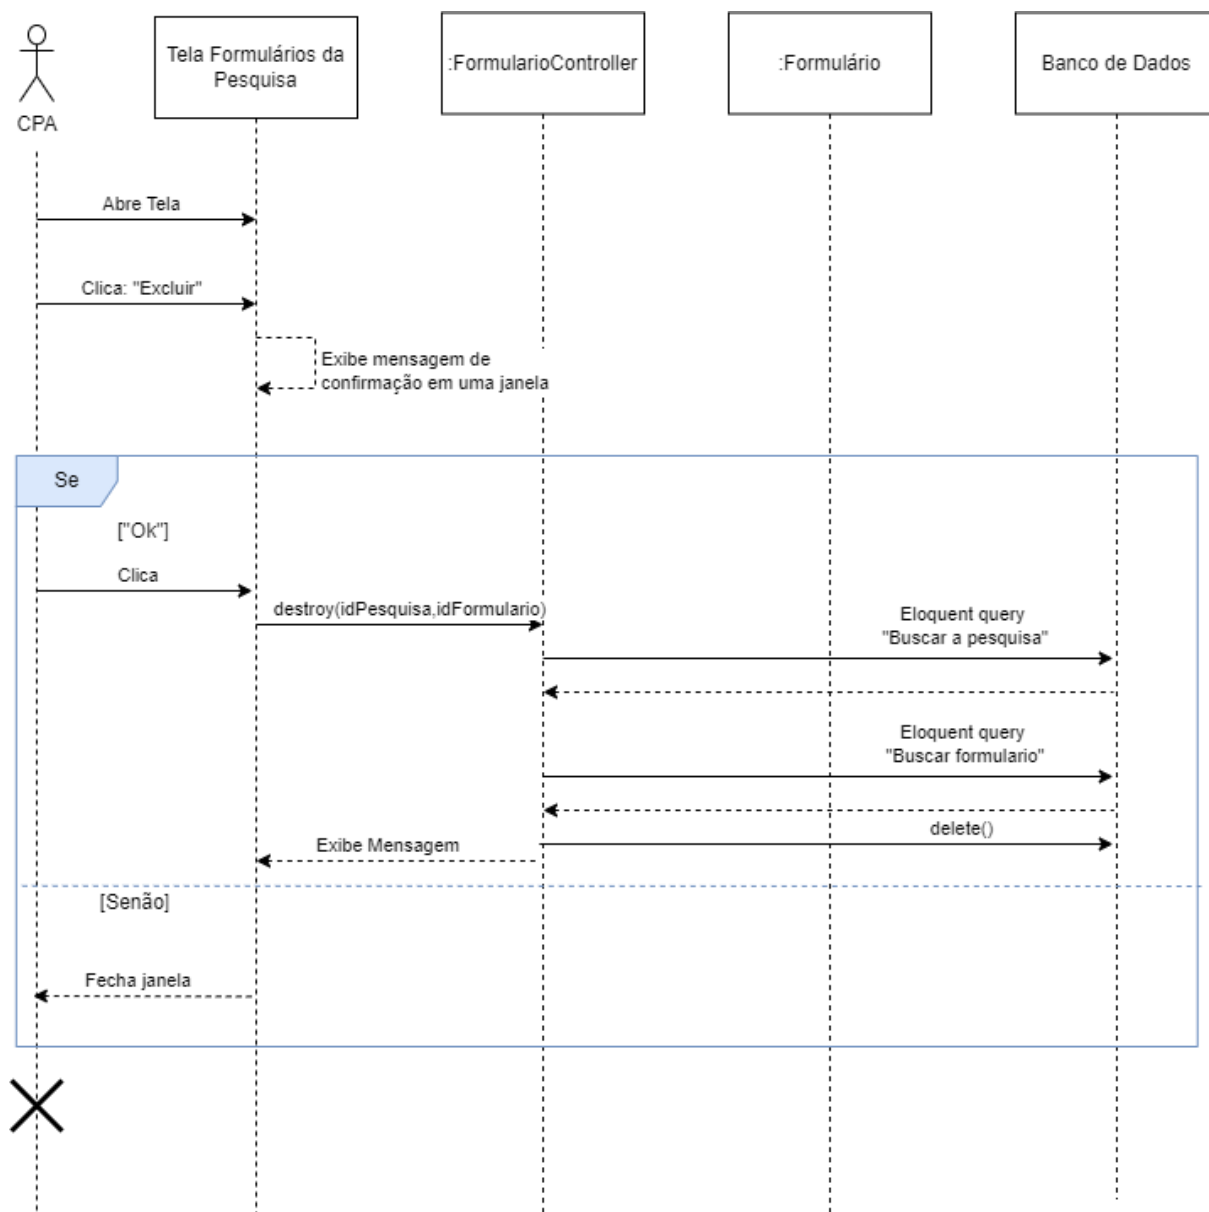 CPA
Tela Formulários da
Pesquisa
:FormularioController
:Formulário
Banco de Dados
Abre Tela
Clica: "Excluir"
Exibe mensagem de
confirmação em uma janela
Se
["Ok"]
Clica
destroy(idPesquisa,idFormulario)
Eloquent query
"Buscar a pesquisa"
Eloquent query
"Buscar formulario"
delete()
Exibe Mensagem
[Senão]
Fecha janela